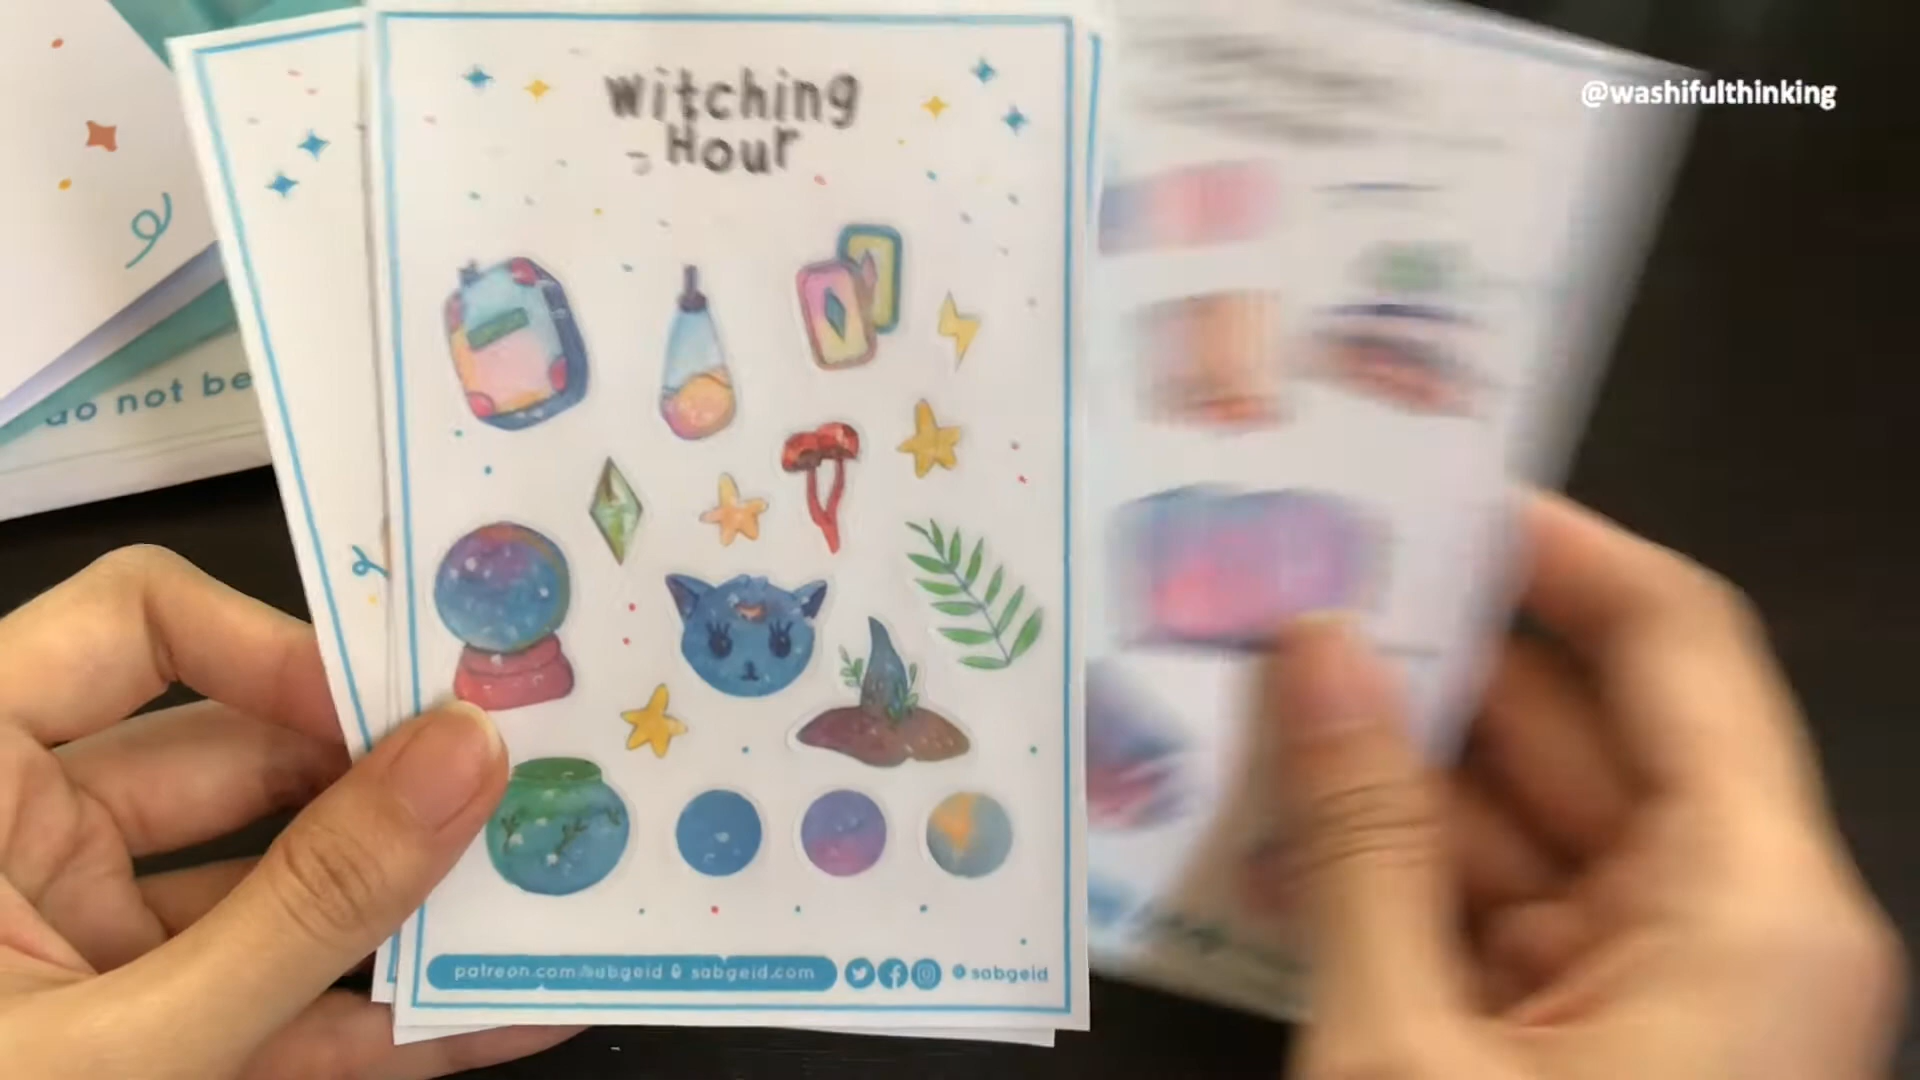 @washifulthinking
witching
Hour
do not be
patreon.com/sabgeid sabgeid.com
@sabgeid